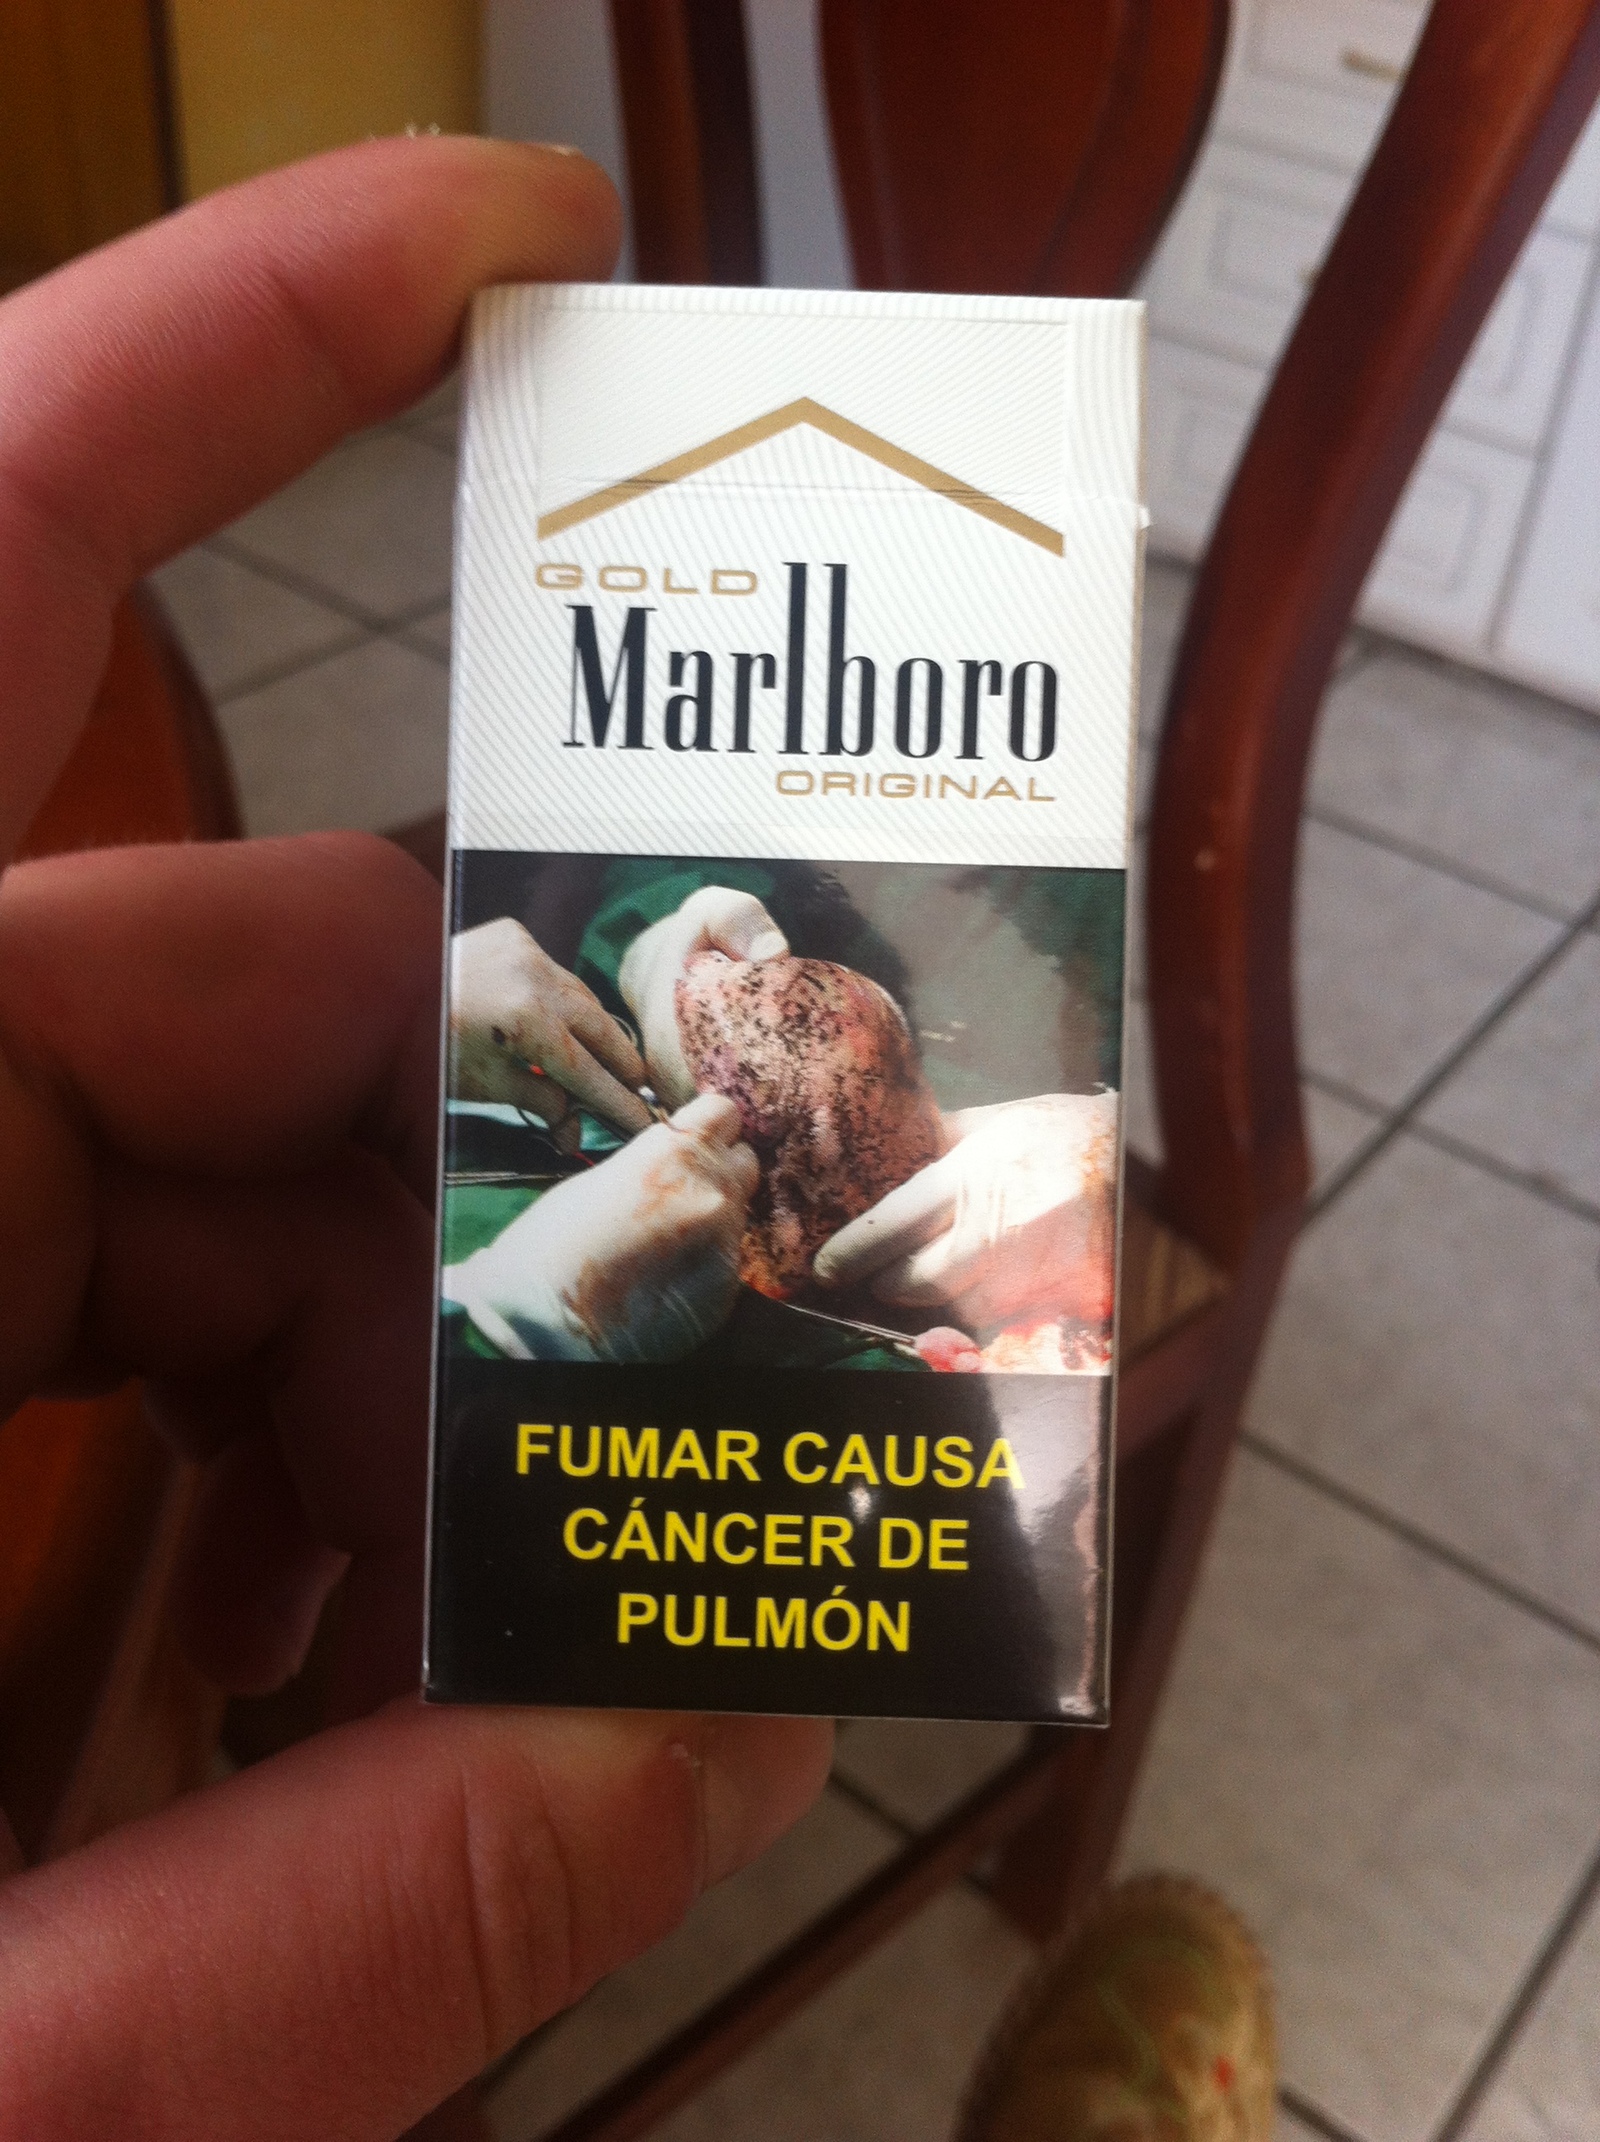 GOLD
Marlboro
ORIGINAL
FUMAR CAUSA
CÁNCER DE
PULMÓN